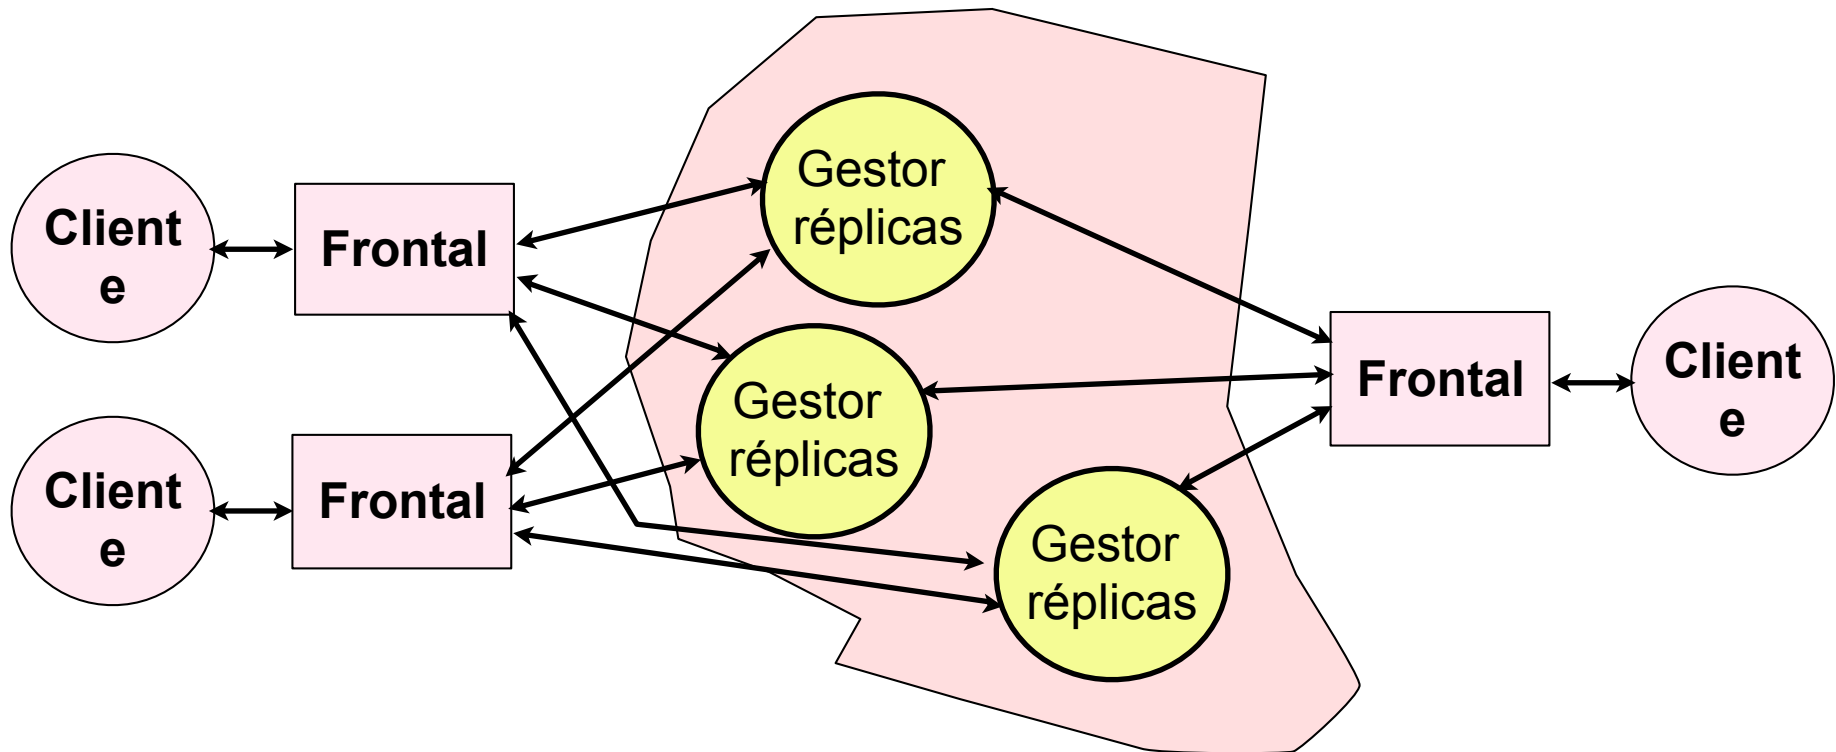 Client
e
Frontal
Gestor
réplicas
Client
e
Frontal
Gestor
réplicas
Gestor
réplicas
Frontal
Client
e